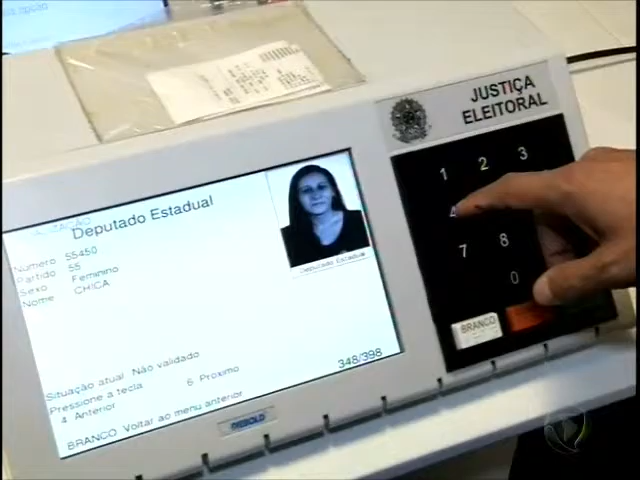 JUSTIÇA
ELEITORAL
Deputado Estadual
Numero 55450
Partido 55
Sexo Feminino
Nome CHICA
Deputado Estadual
Situação atual Não validado
Pressione a tecla
4 Anterior 6 Proximo
348/398
BRANCO Voltar ao menu anterior
DIEBOLD
1 2 3
4
7 8
0
BRANCO